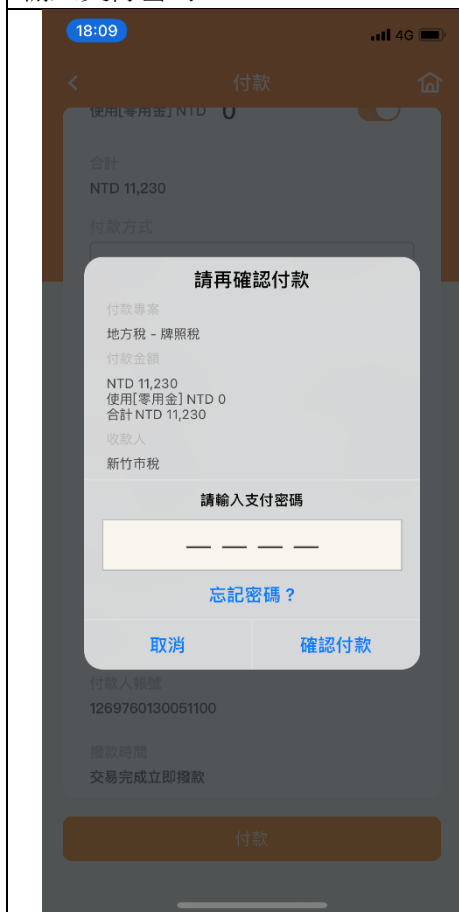 18:09
4G
付款
使用[零用金] NTD 0
合計
NTD 11,230
付款方式
請再確認付款
付款專案
地方稅 - 牌照稅
付款金額
NTD 11,230
使用[零用金] NTD 0
合計 NTD 11,230
收款人
新竹市稅
請輸入支付密碼
忘記密碼？
取消
確認付款
付款人帳號
1269760130051100
撥款時間
交易完成立即撥款
付款